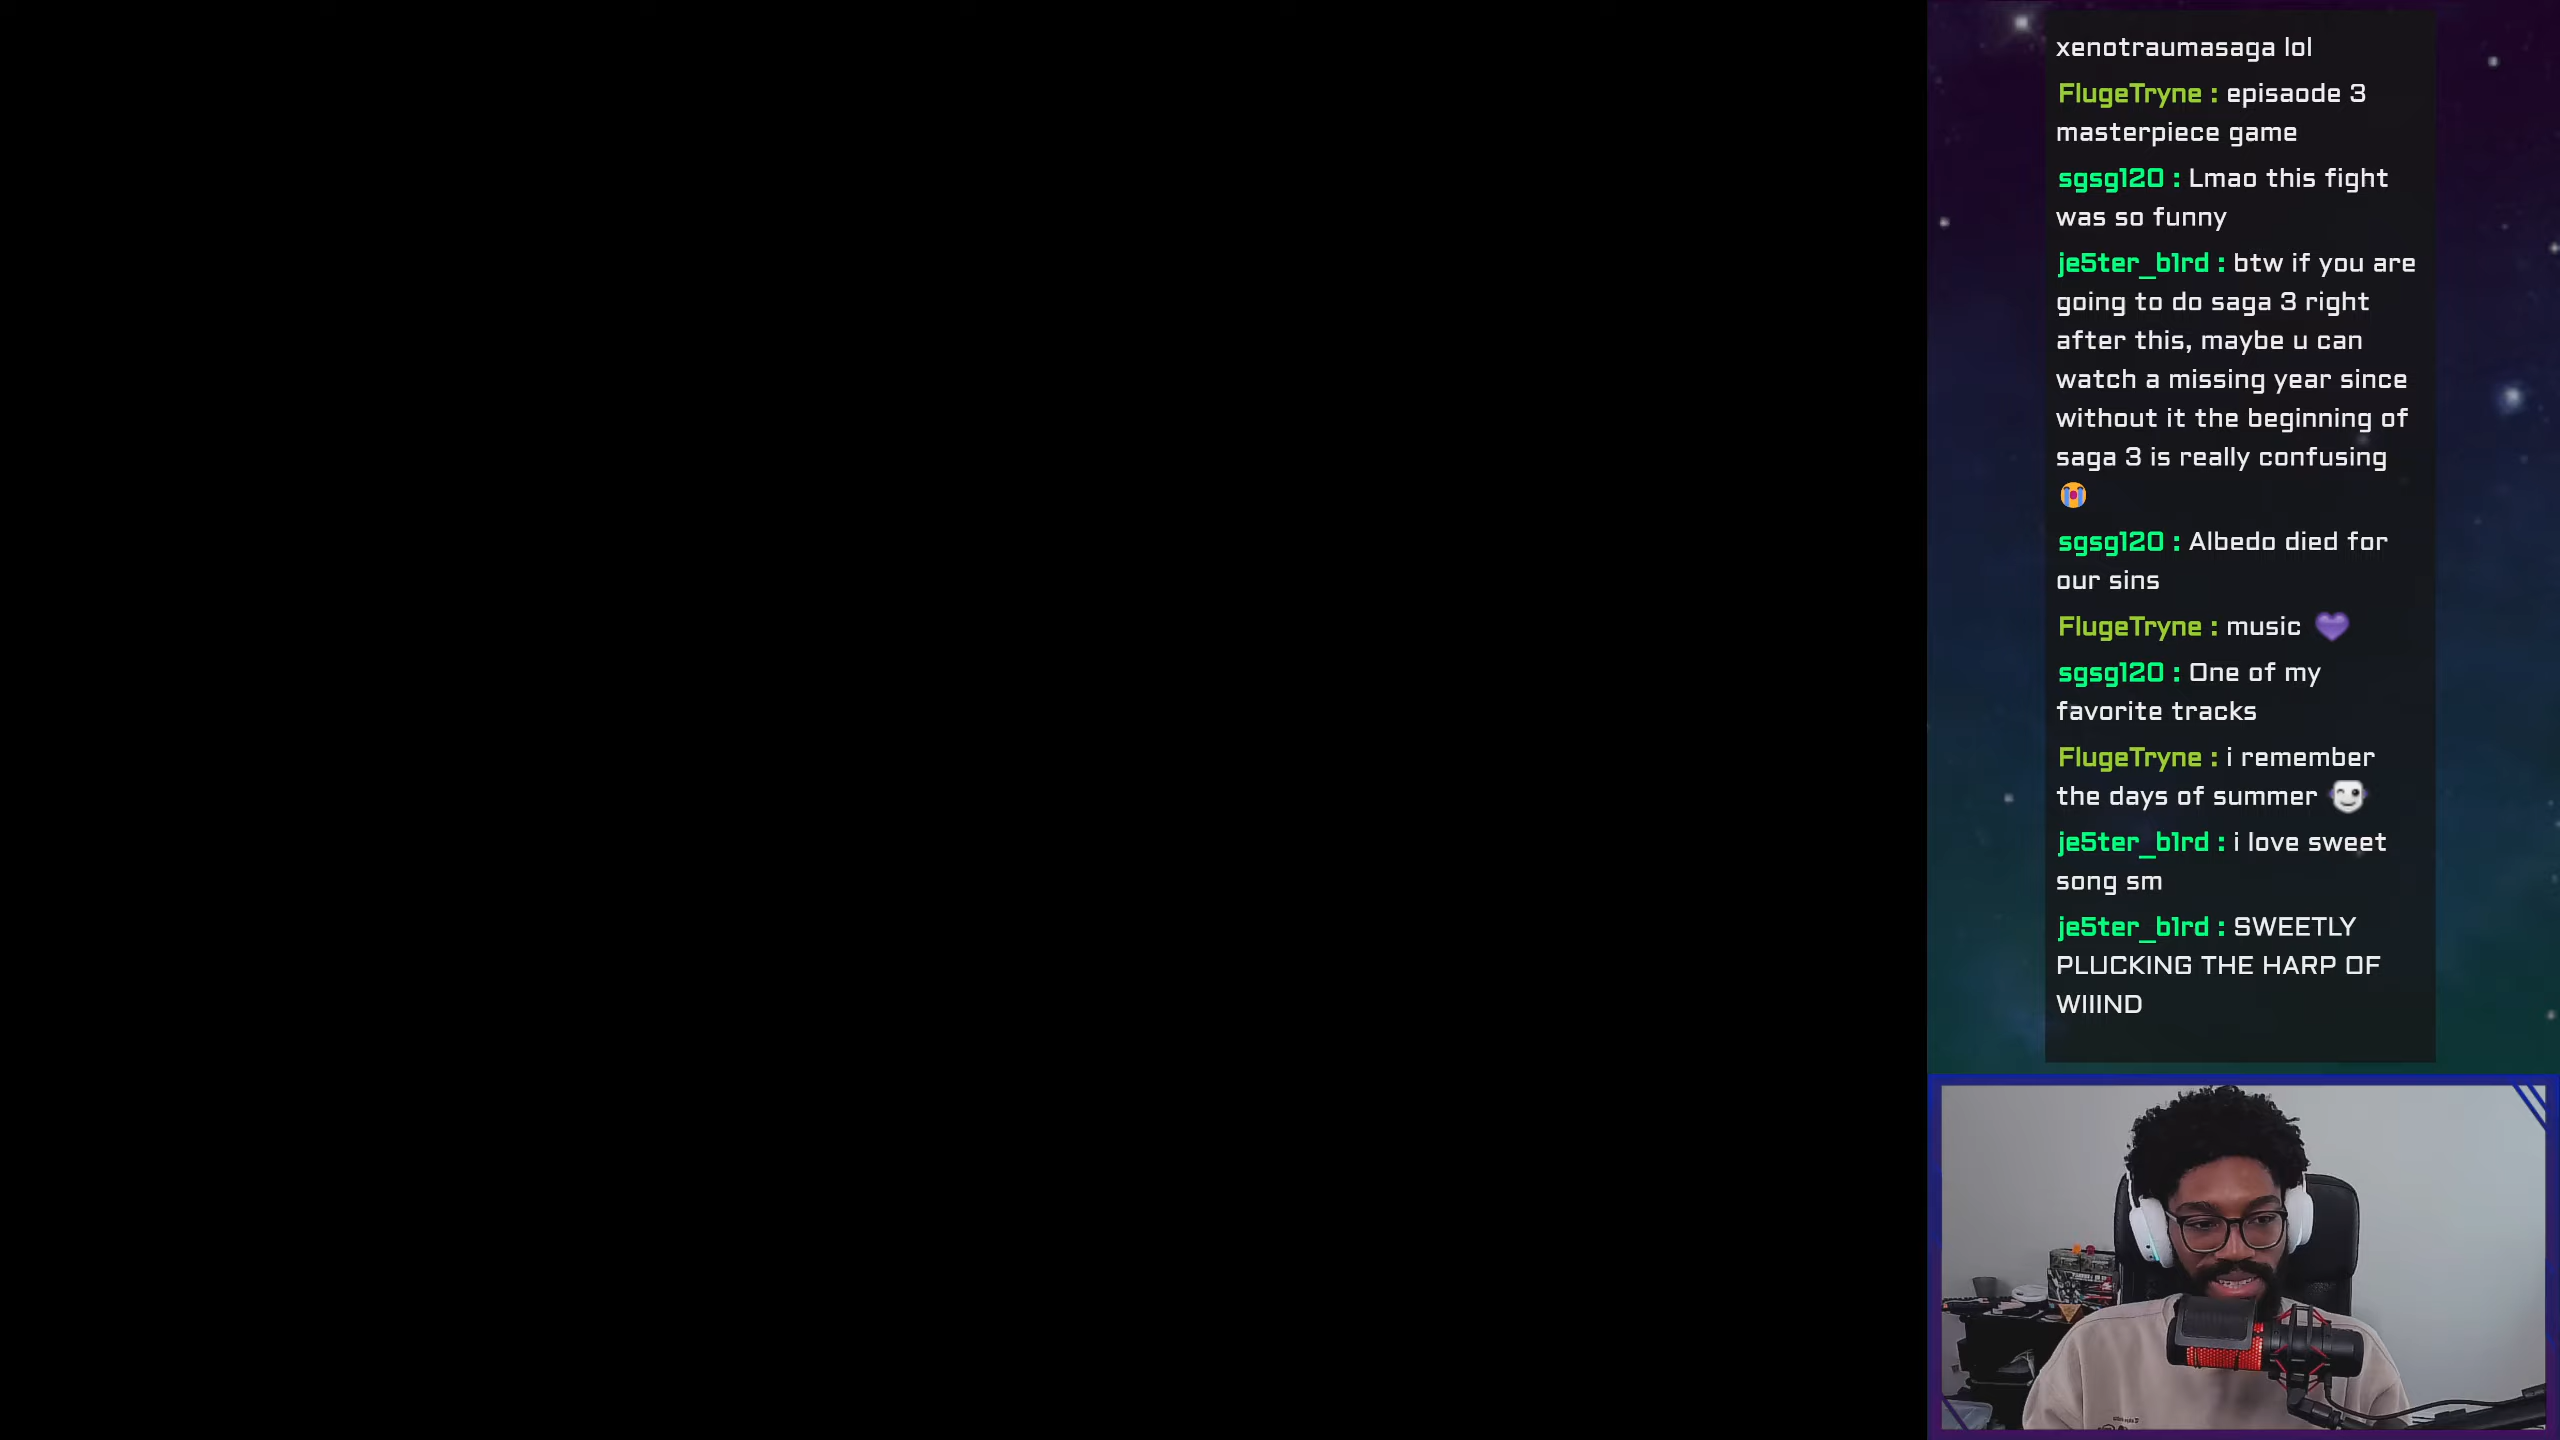 xenotraumasaga lol
FlugeTryne : episaode 3
masterpiece game
sgsg120 : Lmao this fight
was so funny
je5ter_b1rd : btw if you are
going to do saga 3 right
after this, maybe u can
watch a missing year since
without it the beginning of
saga 3 is really confusing
😭
sgsg120 : Albedo died for
our sins
FlugeTryne : music 💜
sgsg120 : One of my
favorite tracks
FlugeTryne : i remember
the days of summer
je5ter_b1rd : i love sweet
song sm
je5ter_b1rd : SWEETLY
PLUCKING THE HARP OF
WIIIND